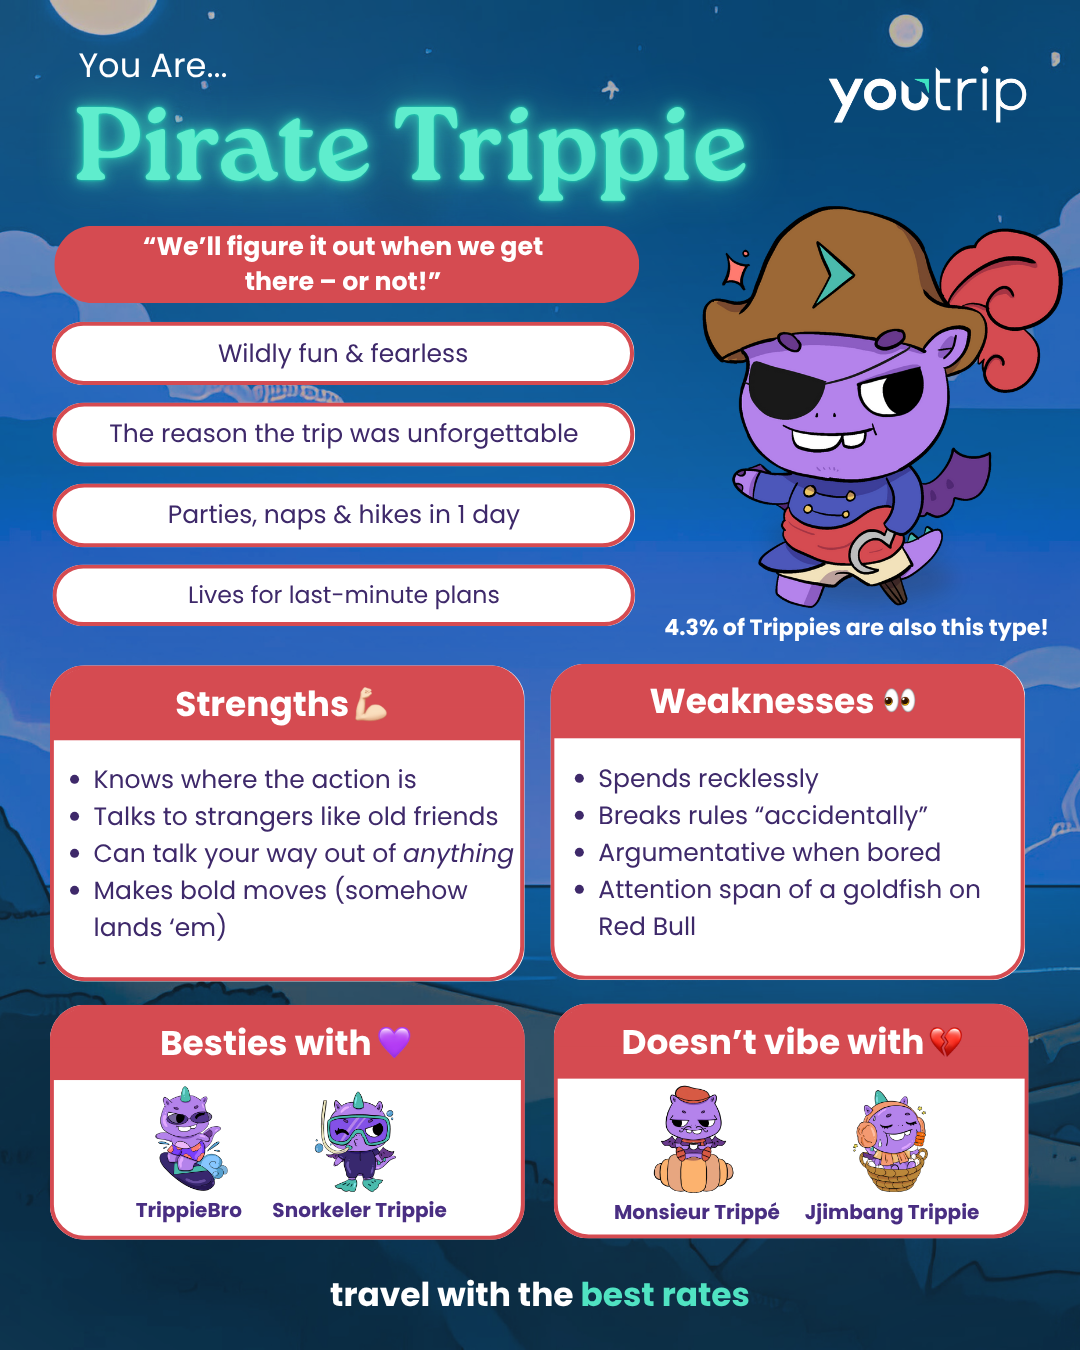 You Are...
youtrip
Pirate Trippie
“We’ll figure it out when we get
there – or not!”
Wildly fun & fearless
The reason the trip was unforgettable
Parties, naps & hikes in 1 day
Lives for last-minute plans
4.3% of Trippies are also this type!
Strengths 💪🏻
Knows where the action is
Talks to strangers like old friends
Can talk your way out of anything
Makes bold moves (somehow
lands ‘em)
Weaknesses 👀
Spends recklessly
Breaks rules “accidentally”
Argumentative when bored
Attention span of a goldfish on
Red Bull
Besties with 💜
TrippieBro
Snorkeler Trippie
Doesn’t vibe with 💔
Monsieur Trippé
Jjimbang Trippie
travel with the best rates